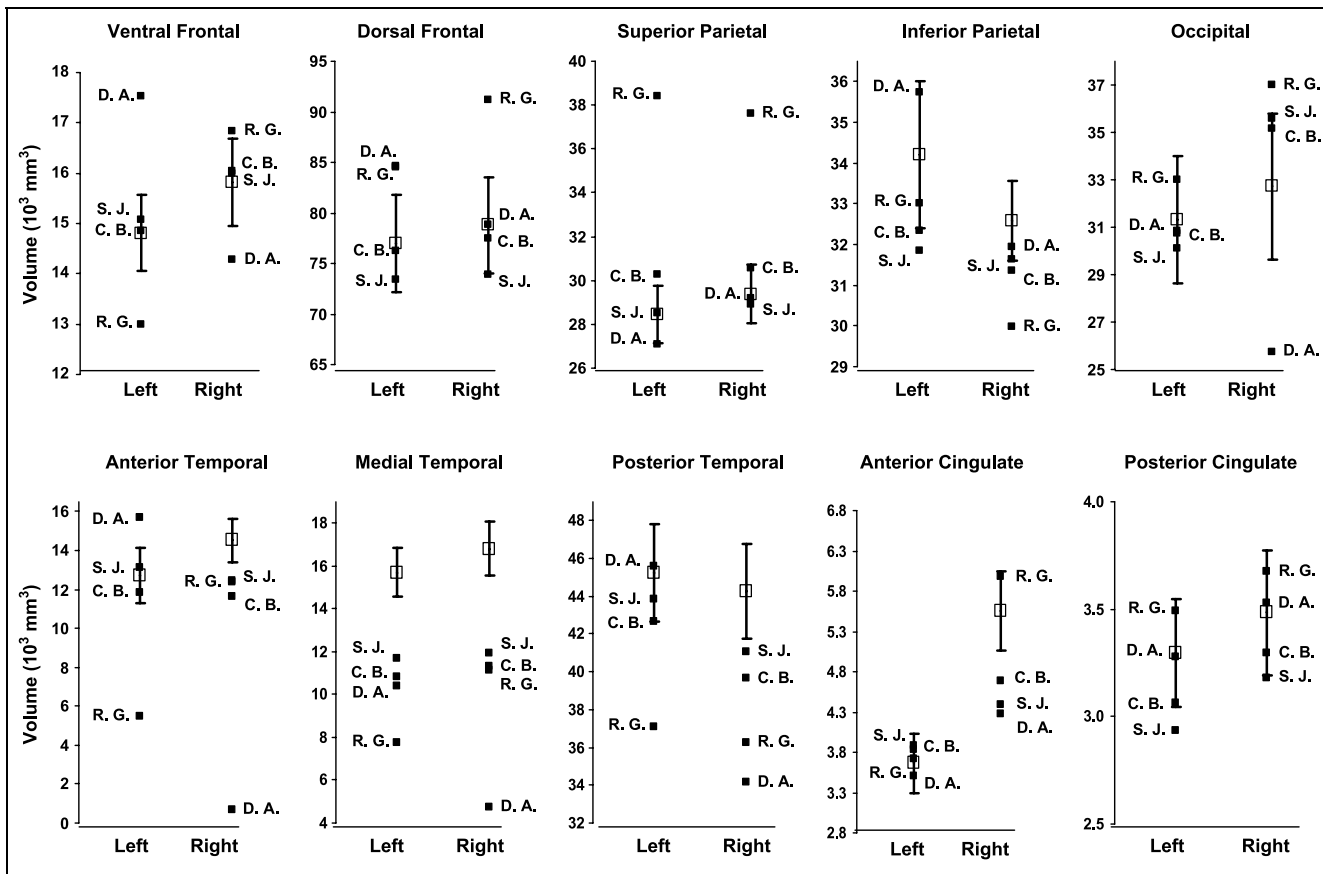 Ventral Frontal
Dorsal Frontal
Superior Parietal
Inferior Parietal
Occipital
Volume (10³ mm³)
18
17
16
15
14
13
12
D. A.
S. J.
C. B.
R. G.
R. G.
C. B.
S. J.
D. A.
Left
Right
95
90
85
80
75
70
65
D. A.
R. G.
C. B.
S. J.
R. G.
D. A.
C. B.
S. J.
Left
Right
40
38
36
34
32
30
28
26
R. G.
C. B.
S. J.
D. A.
R. G.
C. B.
D. A.
S. J.
Left
Right
36
35
34
33
32
30
29
D. A.
R. G.
C. B.
S. J.
D. A.
S. J.
C. B.
R. G.
Left
Right
37
35
33
31
29
27
25
R. G.
D. A.
C. B.
S. J.
R. G.
S. J.
C. B.
D. A.
Left
Right
Anterior Temporal
Medial Temporal
Posterior Temporal
Anterior Cingulate
Posterior Cingulate
Volume (10³ mm³)
16
14
12
10
8
6
4
2
0
D. A.
S. J.
C. B.
R. G.
R. G.
S. J.
C. B.
D. A.
Left
Right
18
16
14
12
10
8
6
4
S. J.
C. B.
D. A.
R. G.
S. J.
C. B.
R. G.
D. A.
Left
Right
48
46
44
42
40
38
36
34
32
D. A.
S. J.
C. B.
R. G.
S. J.
C. B.
R. G.
D. A.
Left
Right
6.8
6.3
5.8
5.3
4.8
4.3
3.8
3.3
2.8
S. J.
C. B.
R. G.
D. A.
R. G.
C. B.
S. J.
D. A.
Left
Right
4.0
3.5
3.0
2.5
R. G.
D. A.
C. B.
S. J.
R. G.
D. A.
C. B.
S. J.
Left
Right